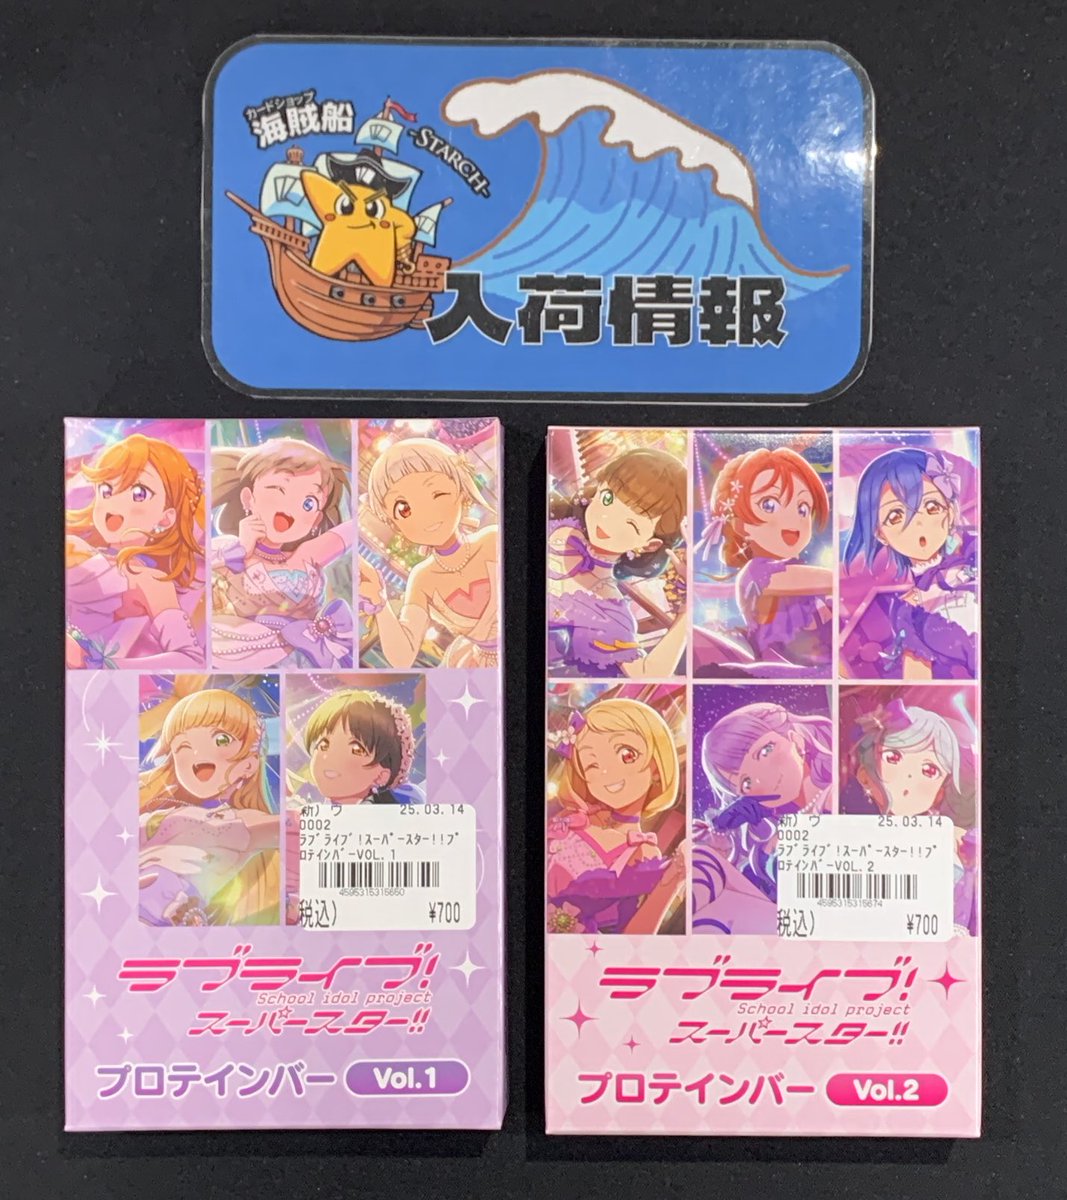 カードショップ
海賊船
-STARCH-
入荷情報
新) ウ 25.03.14
0002
ラブライブ!スーパースター!!プ
ロテインバーVOL.1
4595315315650
税込) ¥700
ラブライブ!
School idol project
スーパースター!!
プロテインバー Vol.1
新) ウ 25.03.14
0002
ラブライブ!スーパースター!!プ
ロテインバーVOL.2
4595315315674
税込) ¥700
ラブライブ!
School idol project
スーパースター!!
プロテインバー Vol.2